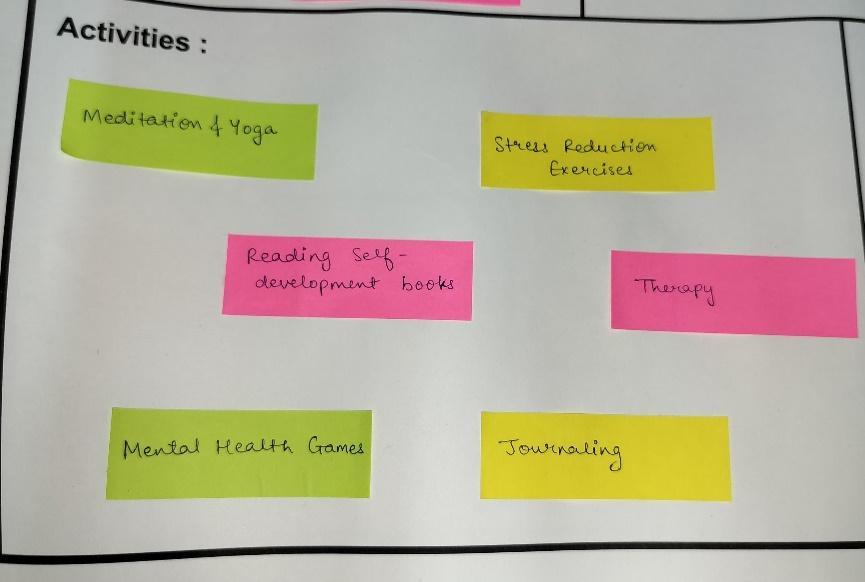 Activities :
Meditation & Yoga
Stress Reduction
Exercises
Reading Self-
development books
Therapy
Mental Health Games
Journaling